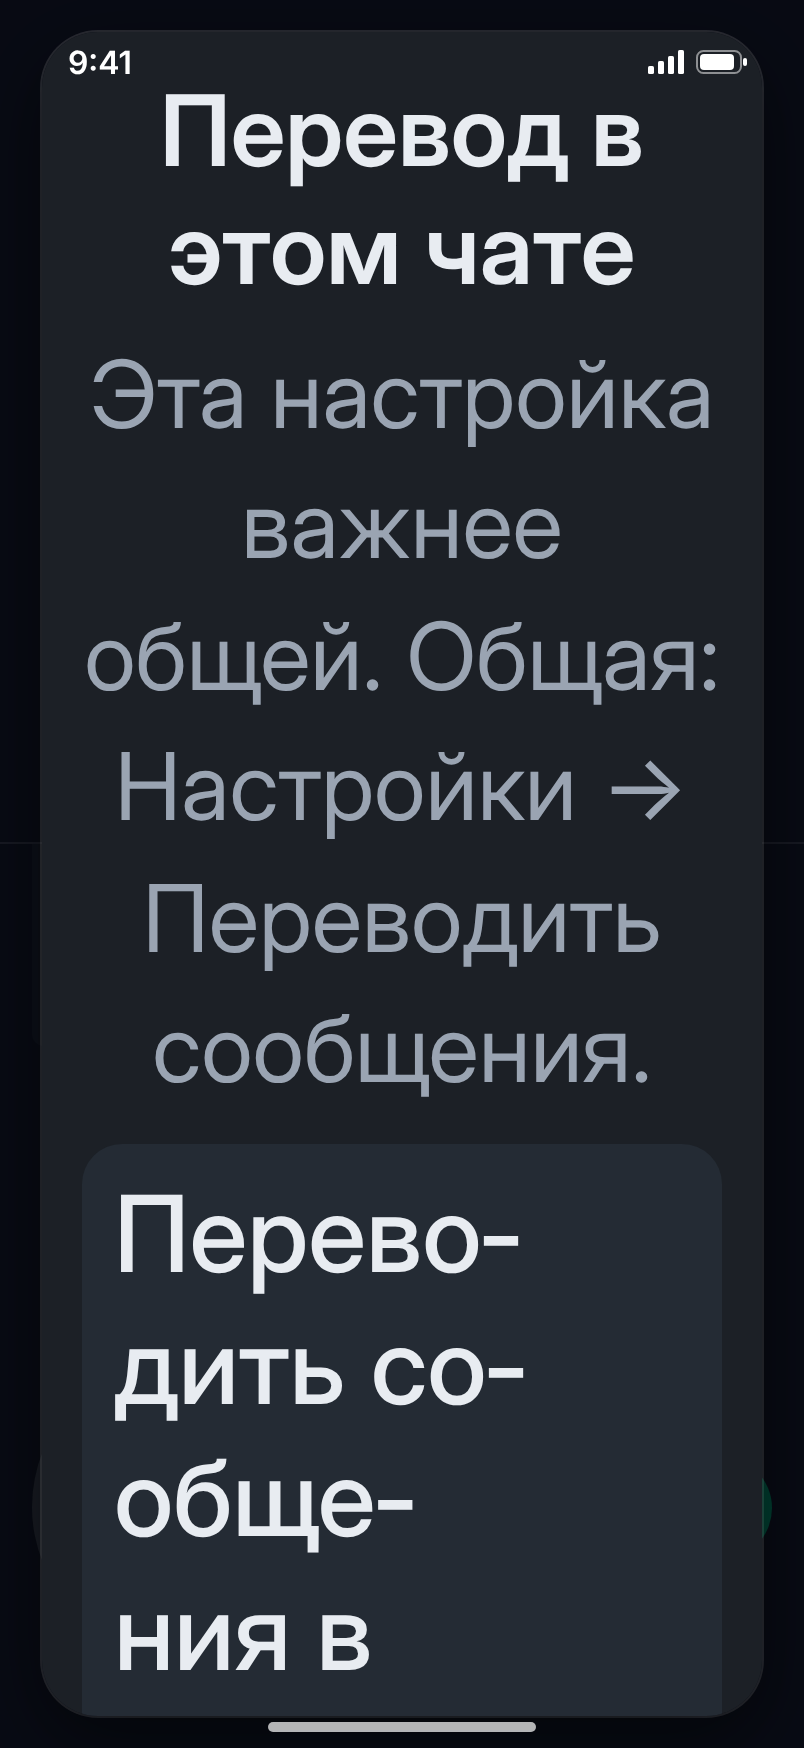 9:41
Перевод в
этом чате
Эта настройка
важнее
общей. Общая:
Настройки →
Переводить
сообщения.
Перево-
дить со-
обще-
ния в